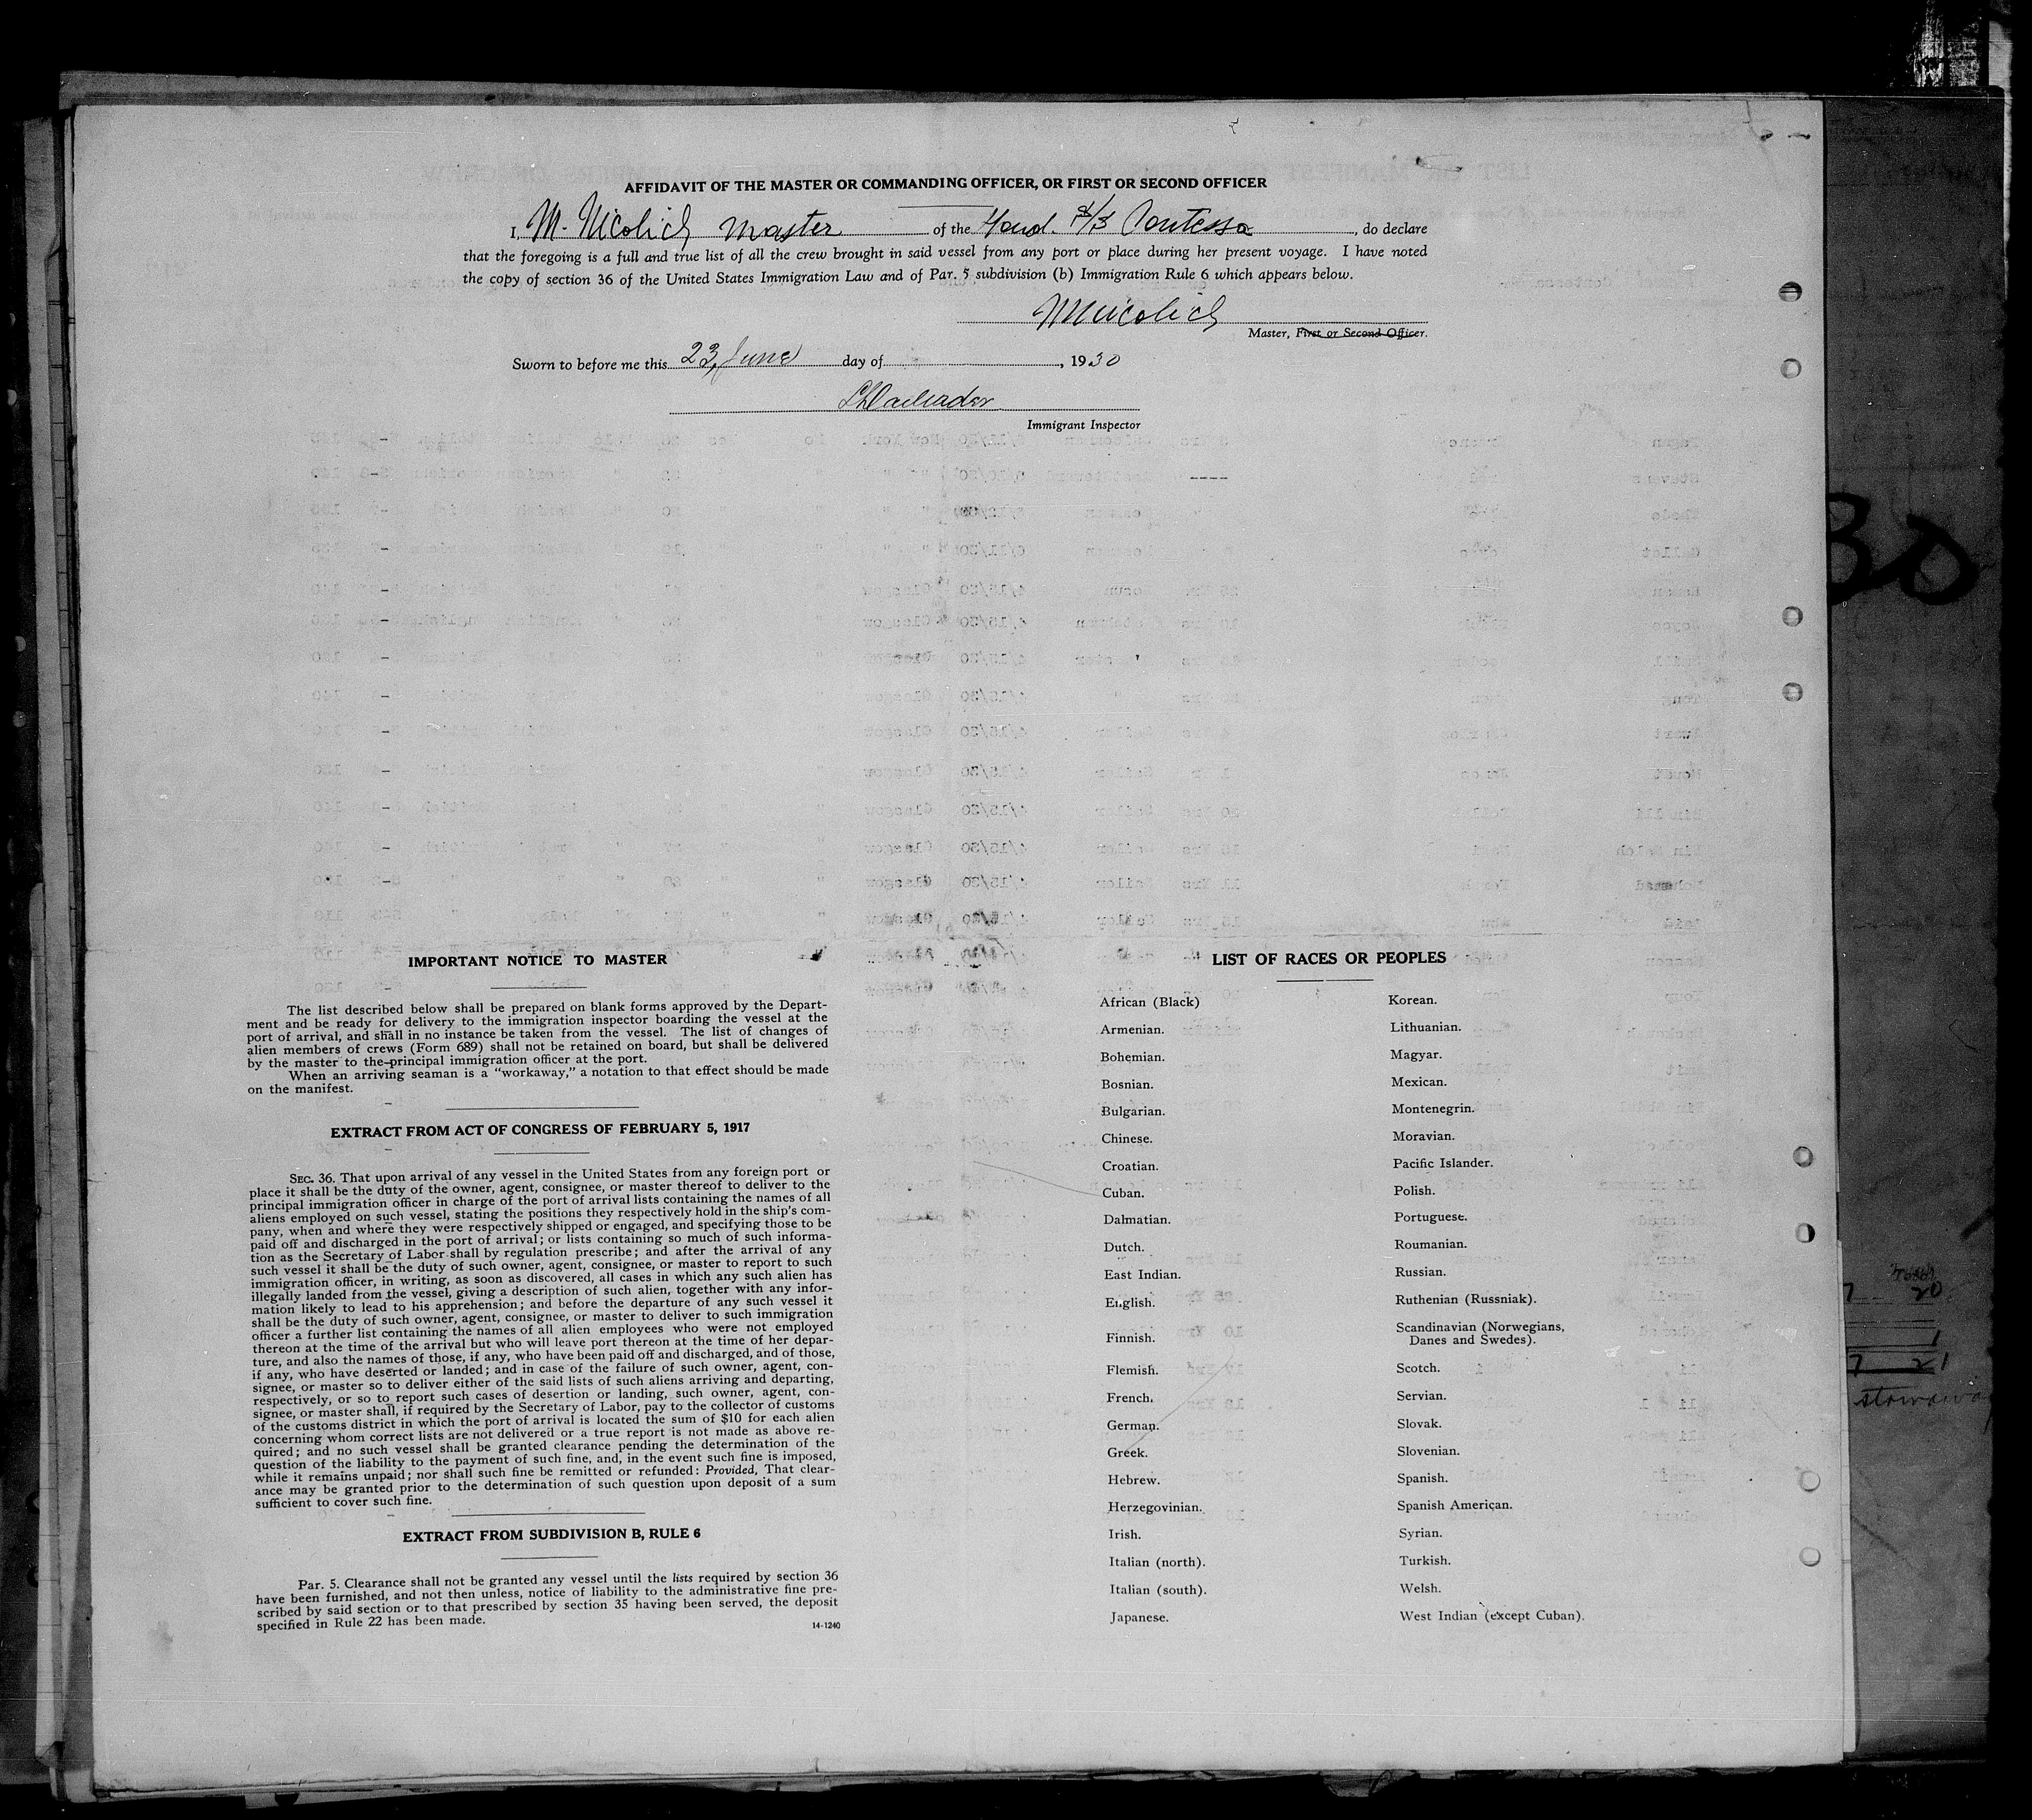 AFFIDAVIT OF THE MASTER OR COMMANDING OFFICER, OR FIRST OR SECOND OFFICER
I, M. Nicolich Master of the Hond. S/S Contessa, do declare
that the foregoing is a full and true list of all the crew brought in said vessel from any port or place during her present voyage. I have noted
the copy of section 36 of the United States Immigration Law and of Par. 5 subdivision (b) Immigration Rule 6 which appears below.
MNicolich
Master, First or Second Officer.
Sworn to before me this 23, June day of , 1930
Immigrant Inspector
IMPORTANT NOTICE TO MASTER
The list described below shall be prepared on blank forms approved by the Depart-
ment and be ready for delivery to the immigration inspector boarding the vessel at the
port of arrival, and shall in no instance be taken from the vessel. The list of changes of
alien members of crews (Form 689) shall not be retained on board, but shall be delivered
by the master to the principal immigration officer at the port.
When an arriving seaman is a "workaway," a notation to that effect should be made
on the manifest.
EXTRACT FROM ACT OF CONGRESS OF FEBRUARY 5, 1917
SEC. 36. That upon arrival of any vessel in the United States from any foreign port or
place it shall be the duty of the owner, agent, consignee, or master thereof to deliver to the
principal immigration officer in charge of the port of arrival lists containing the names of all
aliens employed on such vessel, stating the positions they respectively hold in the ship's com-
pany, when and where they were respectively shipped or engaged, and specifying those to be
paid off and discharged in the port of arrival; or lists containing so much of such informa-
tion as the Secretary of Labor shall by regulation prescribe; and after the arrival of any
such vessel it shall be the duty of such owner, agent, consignee, or master to report to such
immigration officer, in writing, as soon as discovered, all cases in which any such alien has
illegally landed from the vessel, giving a description of such alien, together with any infor-
mation likely to lead to his apprehension; and before the departure of any such vessel it
shall be the duty of such owner, agent, consignee, or master to deliver to such immigration
officer a further list containing the names of all alien employees who were not employed
thereon at the time of the arrival but who will leave port thereon at the time of her depar-
ture, and also the names of those, if any, who have been paid off and discharged, and of those,
if any, who have deserted or landed; and in case of the failure of such owner, agent, con-
signee, or master so to deliver either of the said lists of such aliens arriving and departing,
respectively, or so to report such cases of desertion or landing, such owner, agent, con-
signee, or master shall, if required by the Secretary of Labor, pay to the collector of customs
of the customs district in which the port of arrival is located the sum of $10 for each alien
concerning whom correct lists are not delivered or a true report is not made as above re-
quired; and no such vessel shall be granted clearance pending the determination of the
question of the liability to the payment of such fine, and, in the event such fine is imposed,
while it remains unpaid; nor shall such fine be remitted or refunded: Provided, That clear-
ance may be granted prior to the determination of such question upon deposit of a sum
sufficient to cover such fine.
EXTRACT FROM SUBDIVISION B, RULE 6
Par. 5. Clearance shall not be granted any vessel until the lists required by section 36
have been furnished, and not then unless, notice of liability to the administrative fine pre-
scribed by said section or to that prescribed by section 35 having been served, the deposit
specified in Rule 22 has been made.
14-1240
LIST OF RACES OR PEOPLES
African (Black)
Armenian.
Bohemian.
Bosnian.
Bulgarian.
Chinese.
Croatian.
Cuban.
Dalmatian.
Dutch.
East Indian.
English.
Finnish.
Flemish.
French.
German.
Greek.
Hebrew.
Herzegovinian.
Irish.
Italian (north).
Italian (south).
Japanese.
Korean.
Lithuanian.
Magyar.
Mexican.
Montenegrin.
Moravian.
Pacific Islander.
Polish.
Portuguese.
Roumanian.
Russian.
Ruthenian (Russniak).
Scandinavian (Norwegians,
Danes and Swedes).
Scotch.
Servian.
Slovak.
Slovenian.
Spanish.
Spanish American.
Syrian.
Turkish.
Welsh.
West Indian (except Cuban).
30
7 20
1
7 21